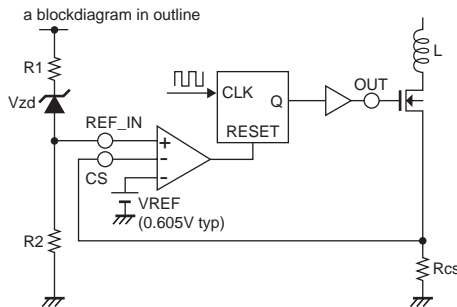 a blockdiagram in outline
R1
Vzd
L
CLK
Q
OUT
RESET
REF_IN
+
-
-
CS
VREF
(0.605V typ)
R2
Rcs